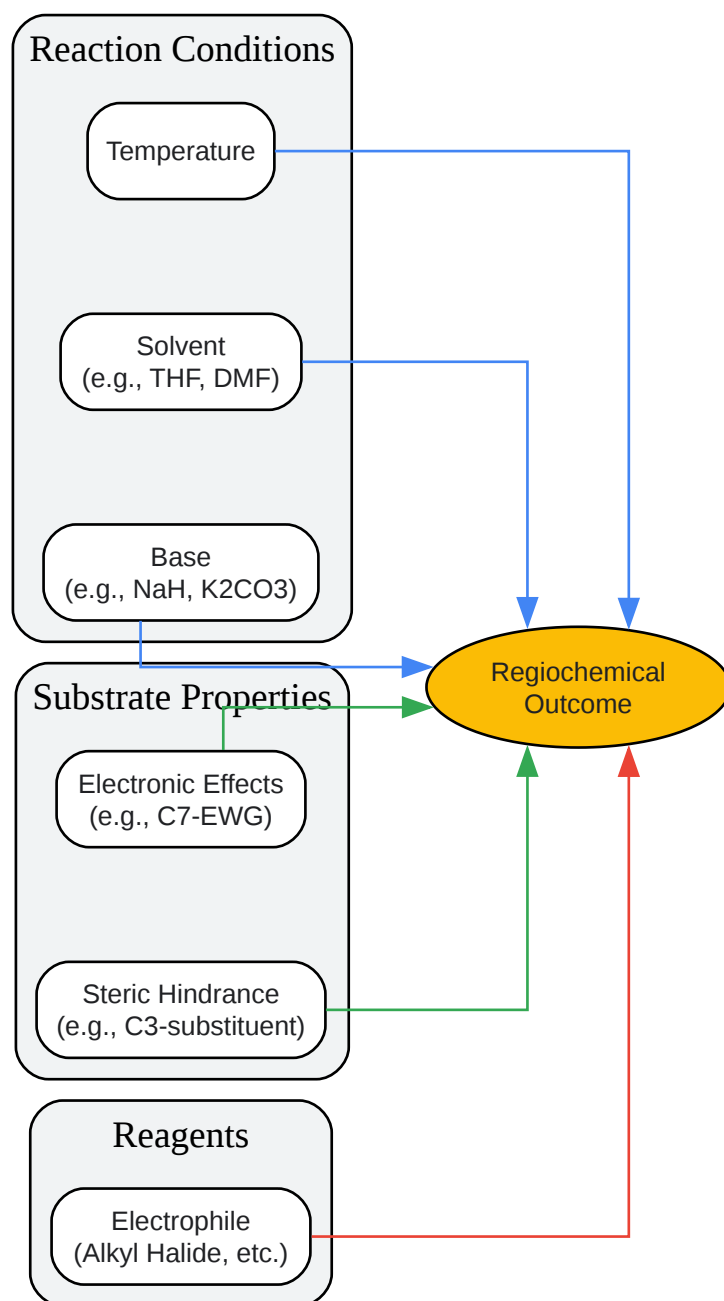 Reaction Conditions
Temperature
Solvent
(e.g., THF, DMF)
Base
(e.g., NaH, K2CO3)
Regiochemical
Outcome
Substrate Properties
Electronic Effects
(e.g., C7-EWG)
Steric Hindrance
(e.g., C3-substituent)
Reagents
Electrophile
(Alkyl Halide, etc.)